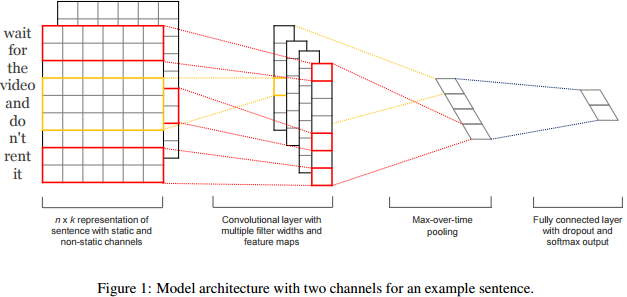 wait
for
the
video
and
do
n't
rent
it
n x k representation of
sentence with static and
non-static channels
Convolutional layer with
multiple filter widths and
feature maps
Max-over-time
pooling
Fully connected layer
with dropout and
softmax output
Figure 1: Model architecture with two channels for an example sentence.